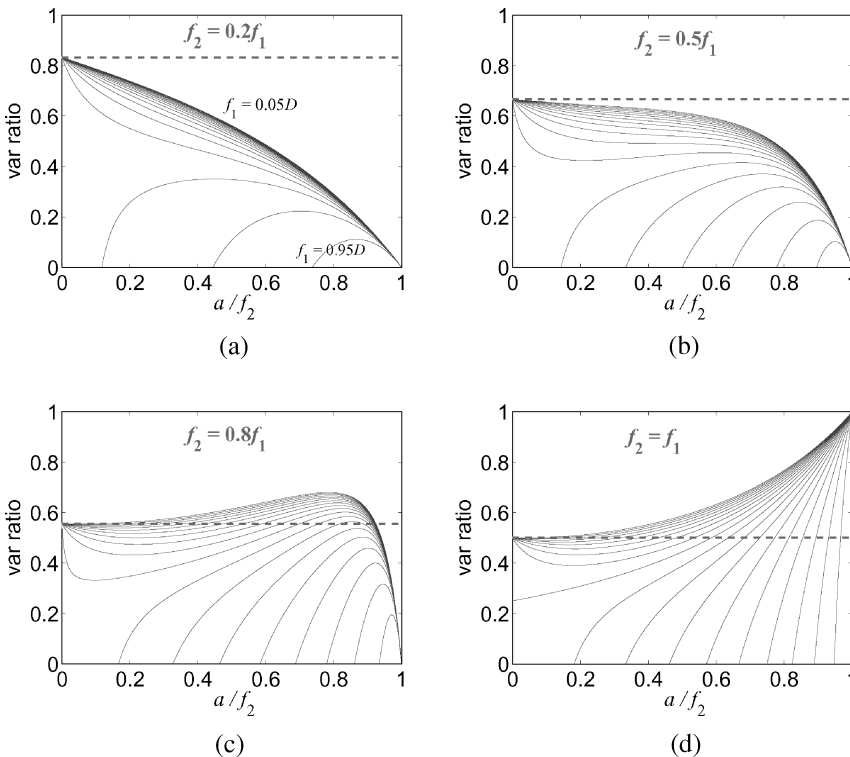 f₂ = 0.2f₁
f₁ = 0.05D
f₁ = 0.95D
var ratio
1
0.8
0.6
0.4
0.2
0
0 0.2 0.4 0.6 0.8 1
a / f₂
(a)
f₂ = 0.5f₁
var ratio
1
0.8
0.6
0.4
0.2
0
0 0.2 0.4 0.6 0.8 1
a / f₂
(b)
f₂ = 0.8f₁
var ratio
1
0.8
0.6
0.4
0.2
0
0 0.2 0.4 0.6 0.8 1
a / f₂
(c)
f₂ = f₁
var ratio
1
0.8
0.6
0.4
0.2
0
0 0.2 0.4 0.6 0.8 1
a / f₂
(d)